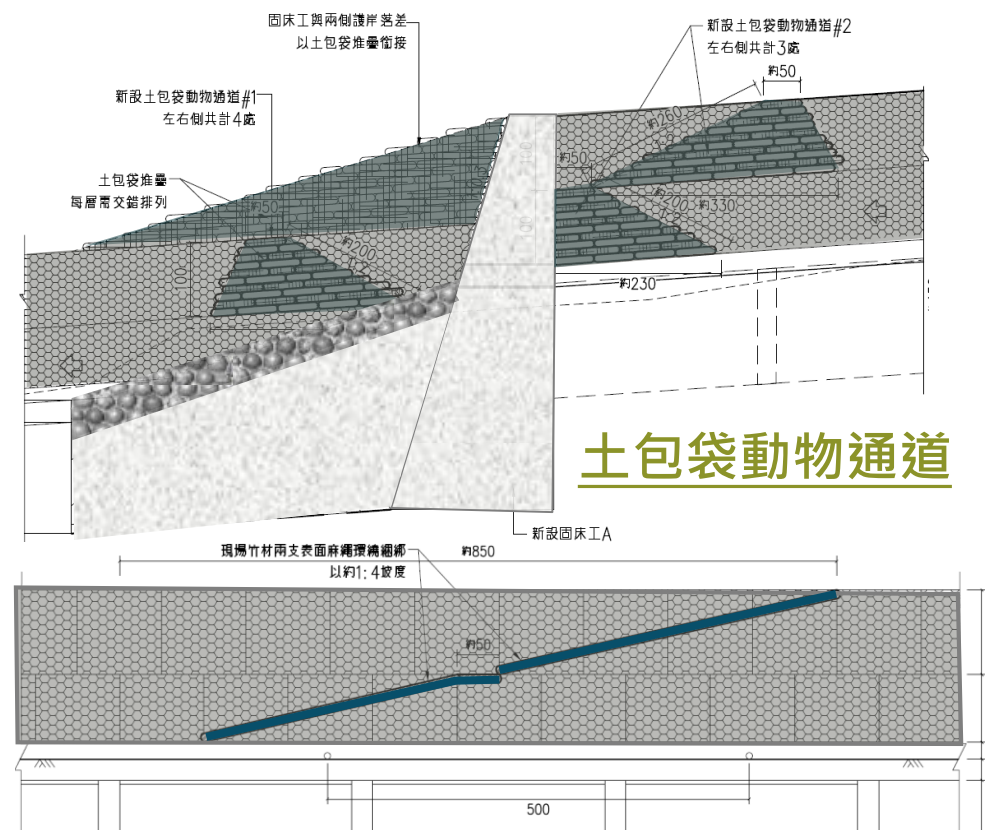 固床工與兩側護岸落差
以土包袋堆疊銜接
新設土包袋動物通道#2
左右側共計3處
約50
新設土包袋動物通道#1
左右側共計4處
約260
約50
土包袋堆疊
每層需交錯排列
約50
約200
約200
約330
100
100
約230
土包袋動物通道
新設固床工A
現場竹材兩支表面麻繩環繞綑綁
以約1:4坡度
約850
約50
500